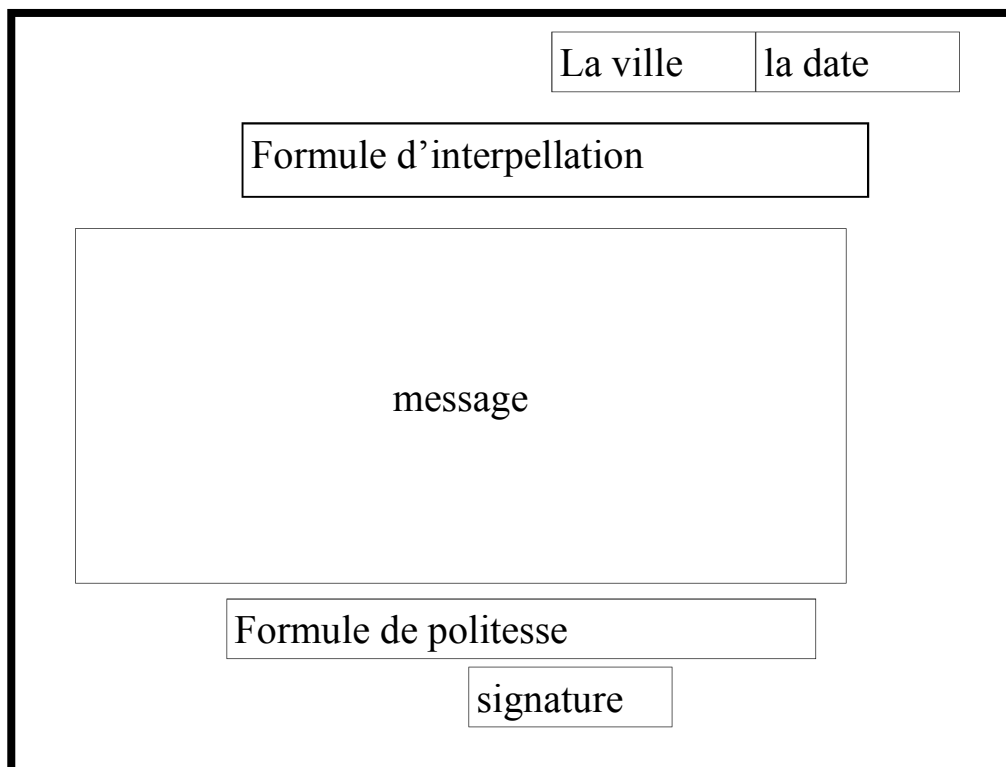 La ville la date
Formule d’interpellation
message
Formule de politesse
signature